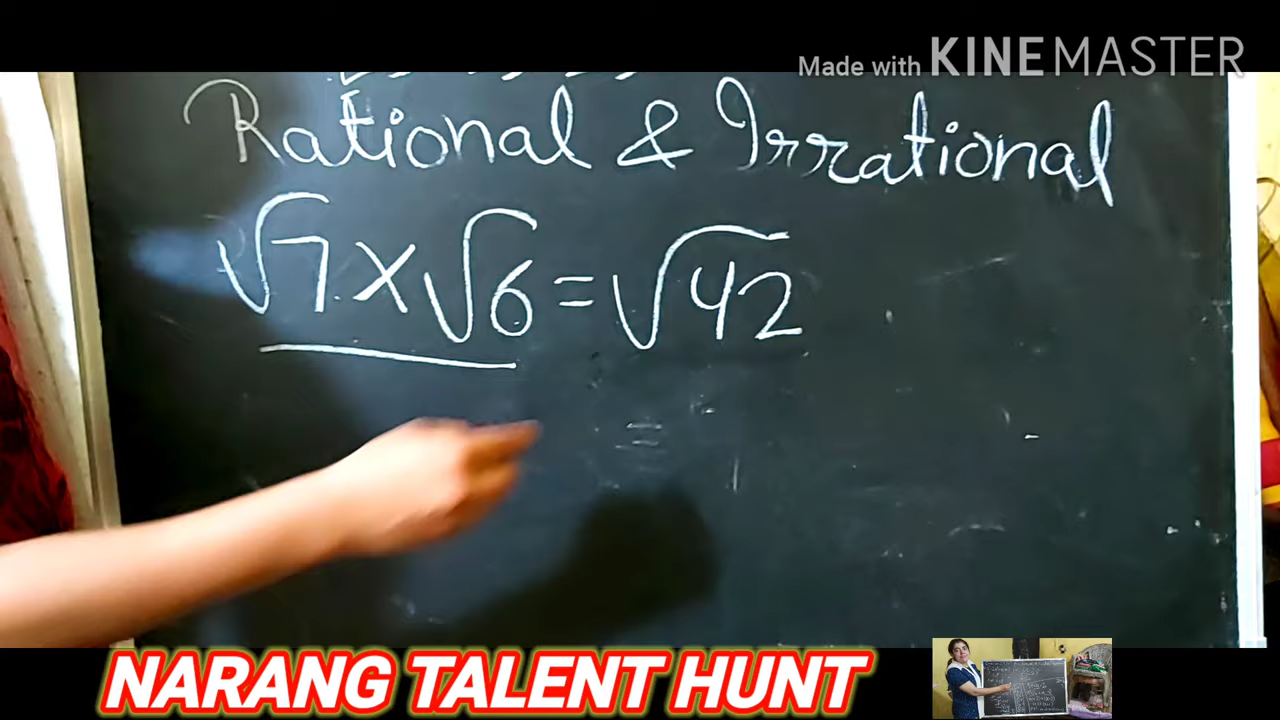 Made with KINEMASTER
Rational & Irrational
√7 × √6 = √42
=
NARANG TALENT HUNT